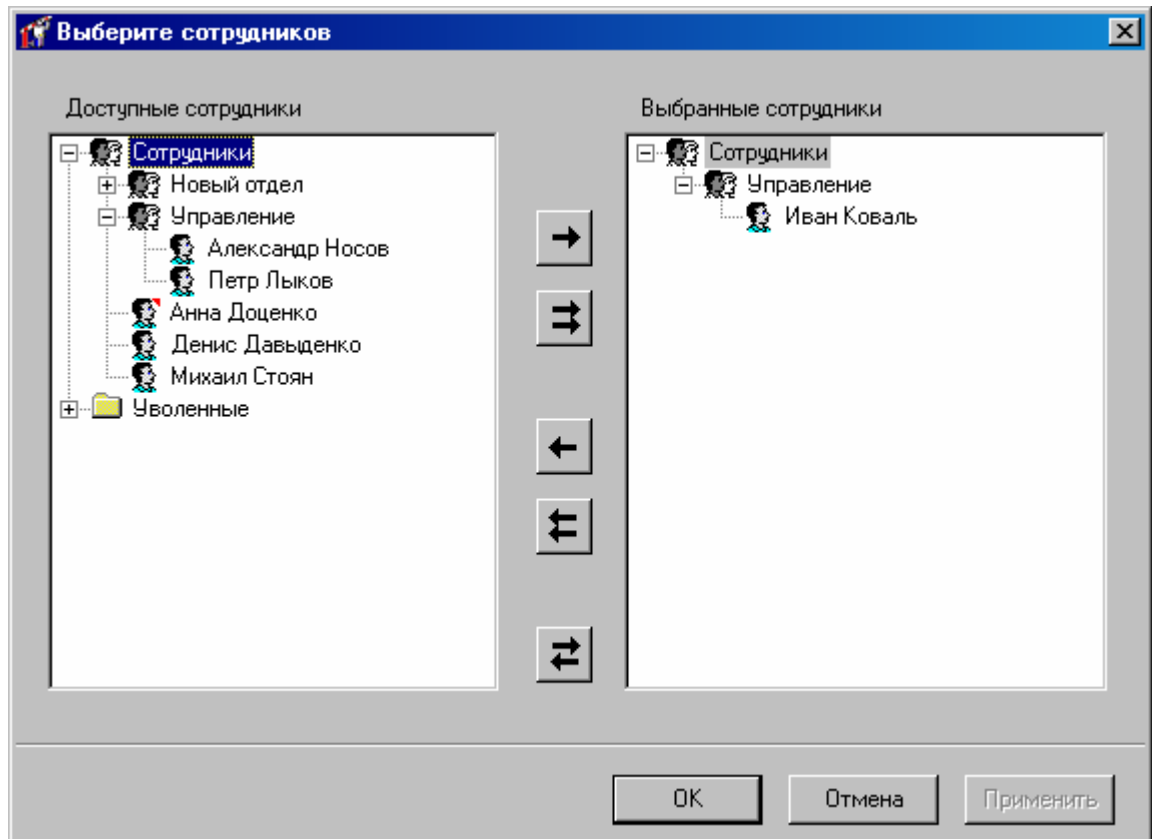 Выберите сотрудников
Доступные сотрудники
Сотрудники
Новый отдел
Управление
Александр Носов
Петр Лыков
Анна Доценко
Денис Давыденко
Михаил Стоян
Уволенные
Выбранные сотрудники
Сотрудники
Управление
Иван Коваль
OK
Отмена
Применить